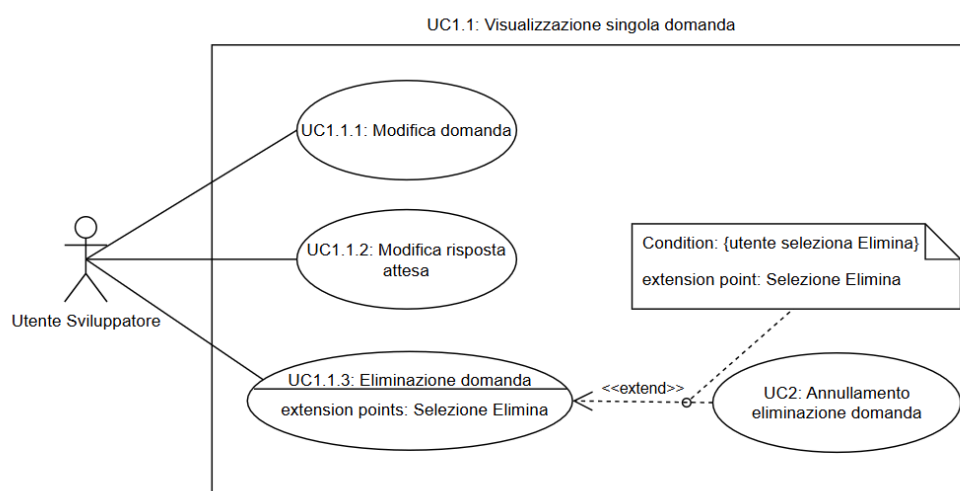 UC1.1: Visualizzazione singola domanda
UC1.1.1: Modifica domanda
UC1.1.2: Modifica risposta
attesa
Condition: {utente seleziona Elimina}
extension point: Selezione Elimina
Utente Sviluppatore
UC1.1.3: Eliminazione domanda
extension points: Selezione Elimina
<<extend>>
UC2: Annullamento
eliminazione domanda